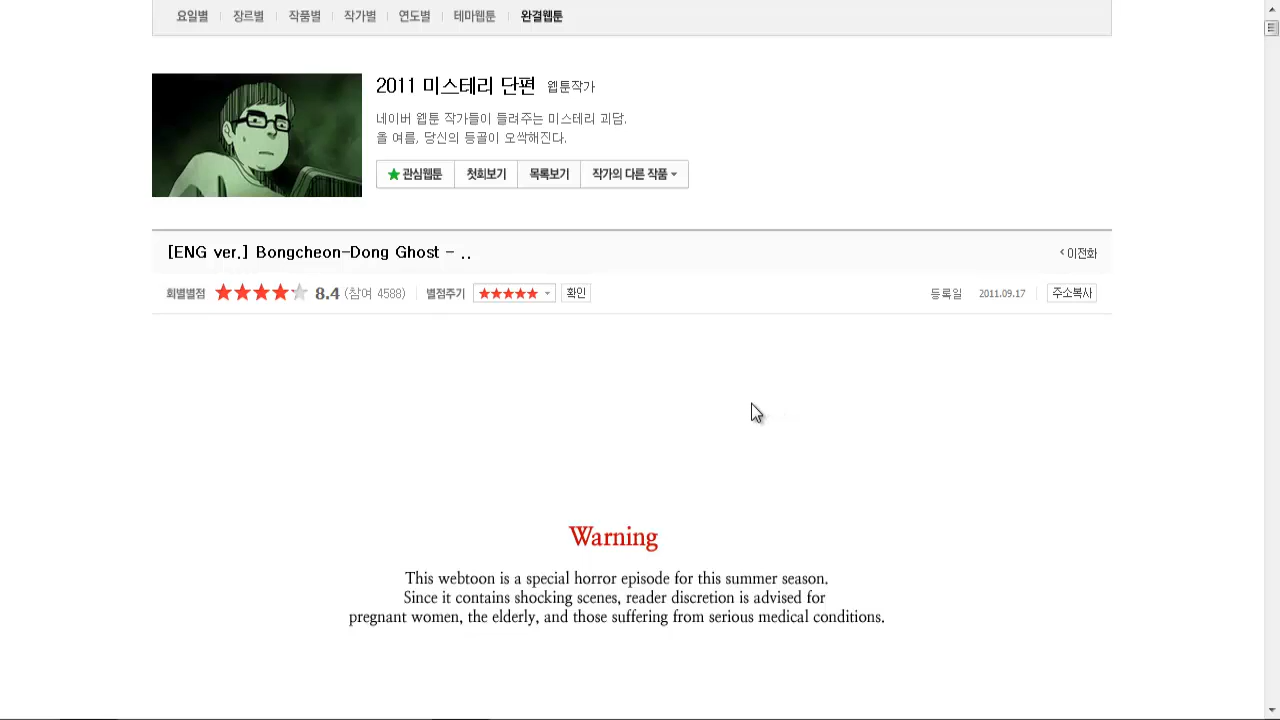 요일별 장르별 작품별 작가별 연도별 테마웹툰 완결웹툰
2011 미스테리 단편 웹툰작가
네이버 웹툰 작가들이 들려주는 미스테리 괴담.
올 여름, 당신의 등골이 오싹해진다.
★ 관심웹툰 첫회보기 목록보기 작가의 다른 작품
[ENG ver.] Bongcheon-Dong Ghost - ..
이전화
회별별점 ★★★★★ 8.4 (참여 4588) 별점주기 ★★★★★ 확인 등록일 2011.09.17 주소복사
Warning
This webtoon is a special horror episode for this summer season.
Since it contains shocking scenes, reader discretion is advised for
pregnant women, the elderly, and those suffering from serious medical conditions.